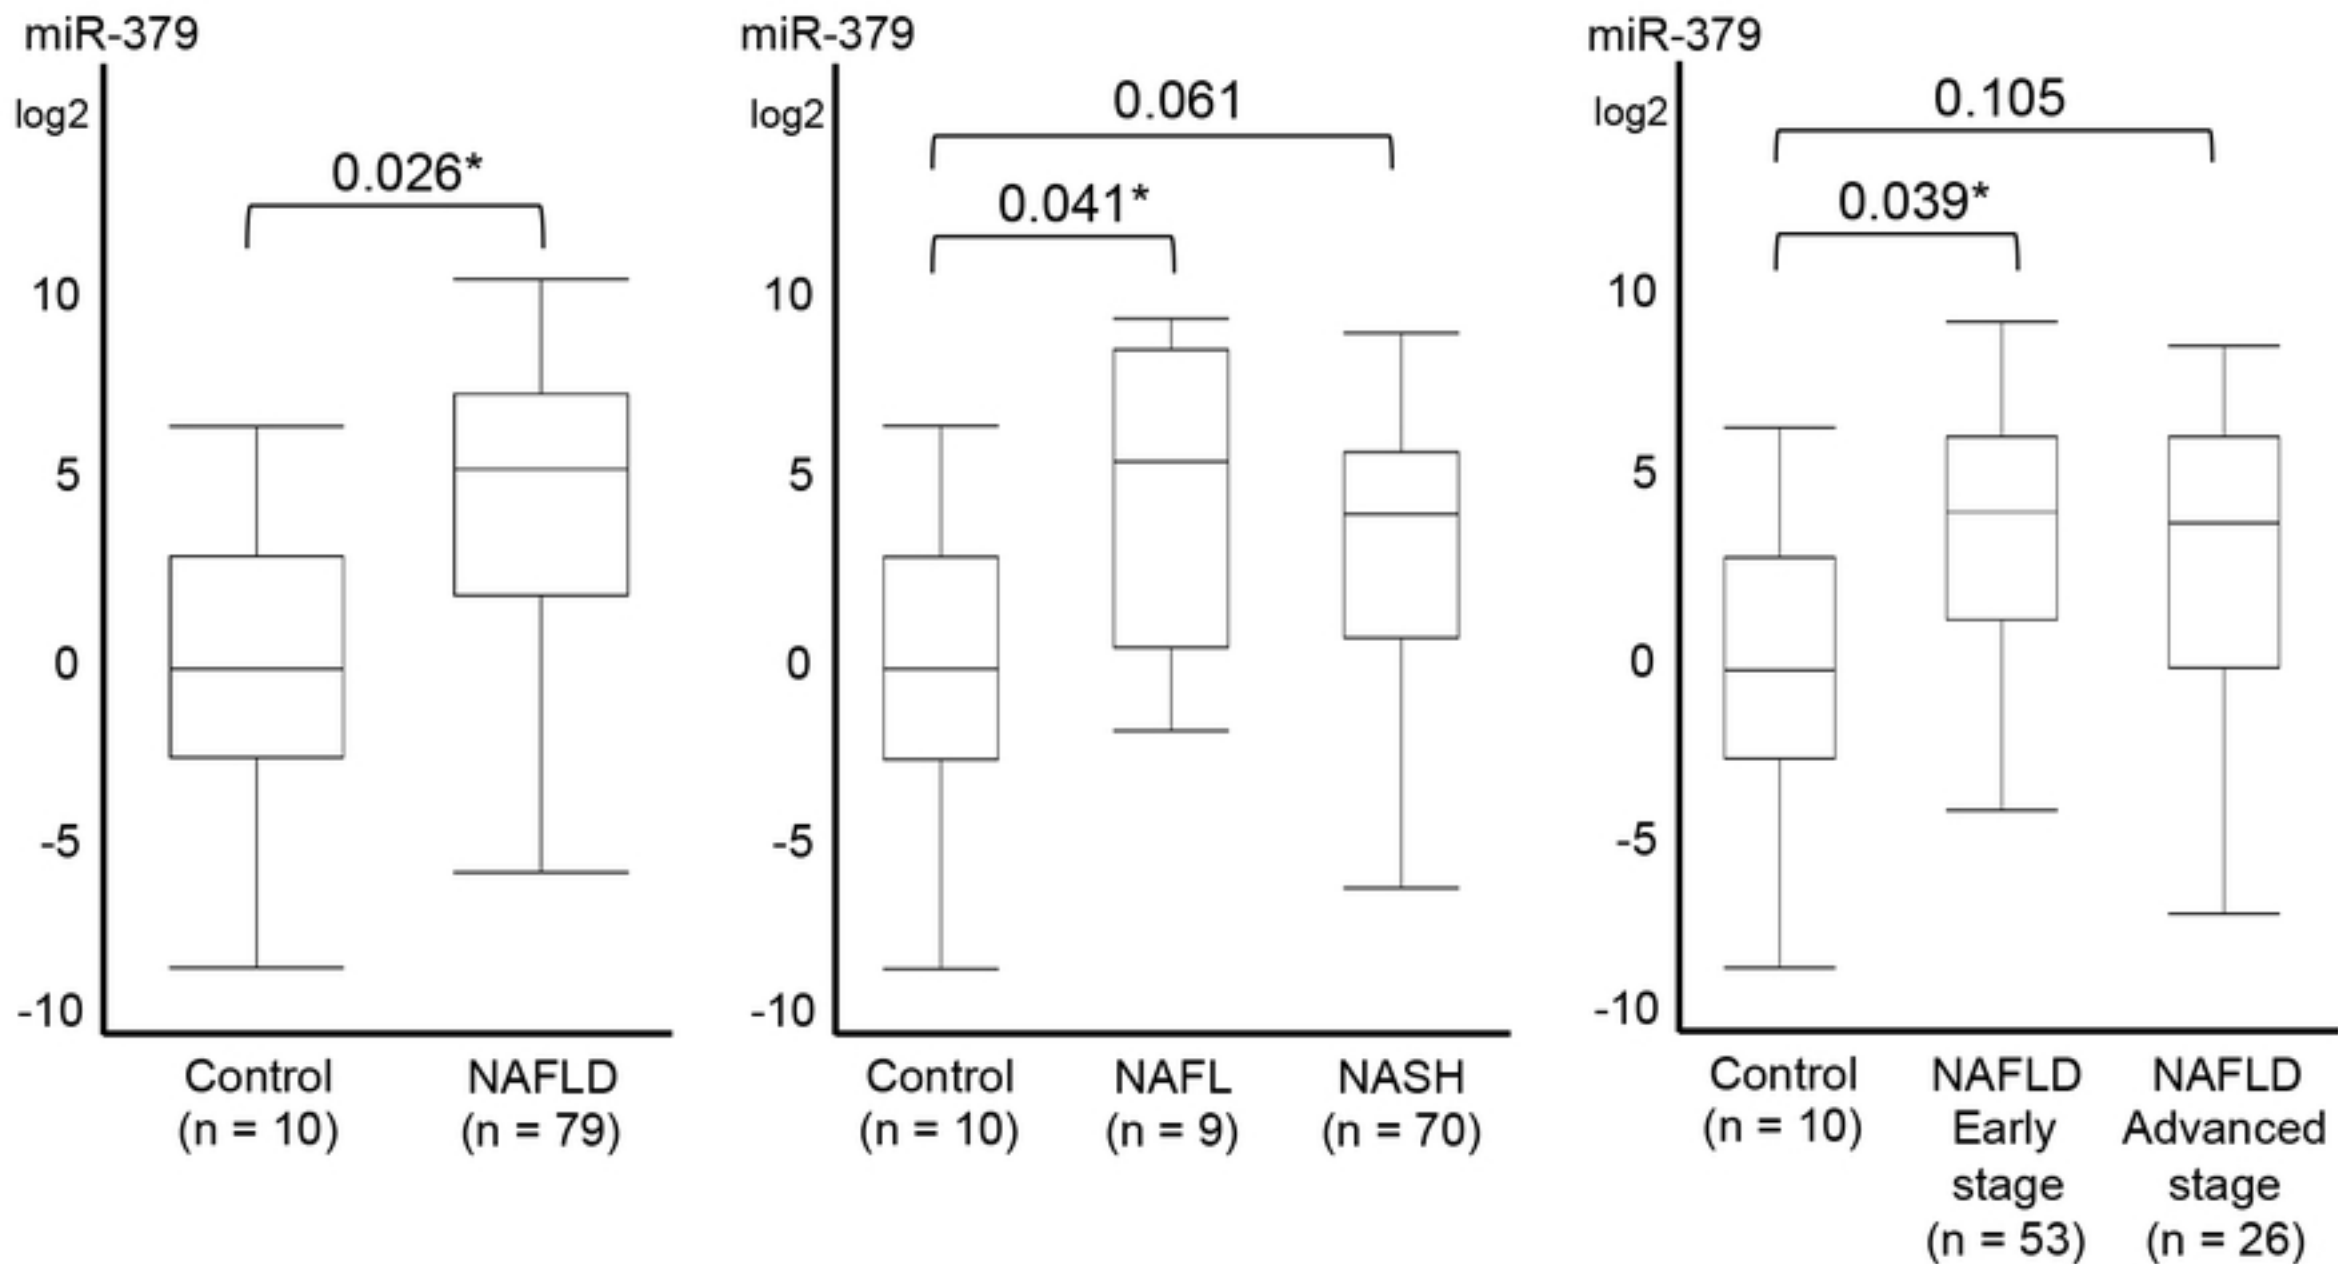 miR-379
log2
0.026*
10
5
0
-5
-10
Control
(n = 10)
NAFLD
(n = 79)
miR-379
log2
0.061
0.041*
10
5
0
-5
-10
Control
(n = 10)
NAFL
(n = 9)
NASH
(n = 70)
miR-379
log2
0.105
0.039*
10
5
0
-5
-10
Control
(n = 10)
NAFLD
Early
stage
(n = 53)
NAFLD
Advanced
stage
(n = 26)